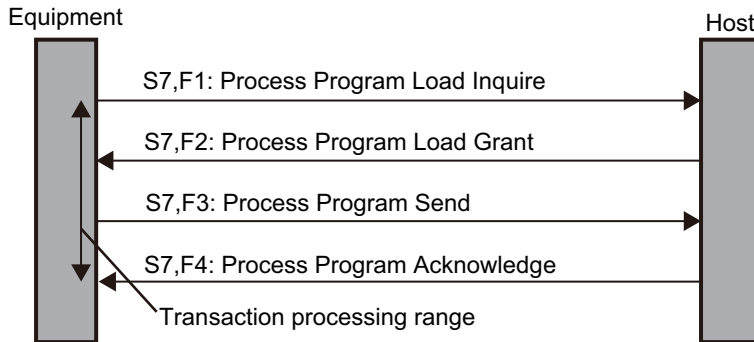 Equipment
Host
S7,F1: Process Program Load Inquire
S7,F2: Process Program Load Grant
S7,F3: Process Program Send
S7,F4: Process Program Acknowledge
Transaction processing range